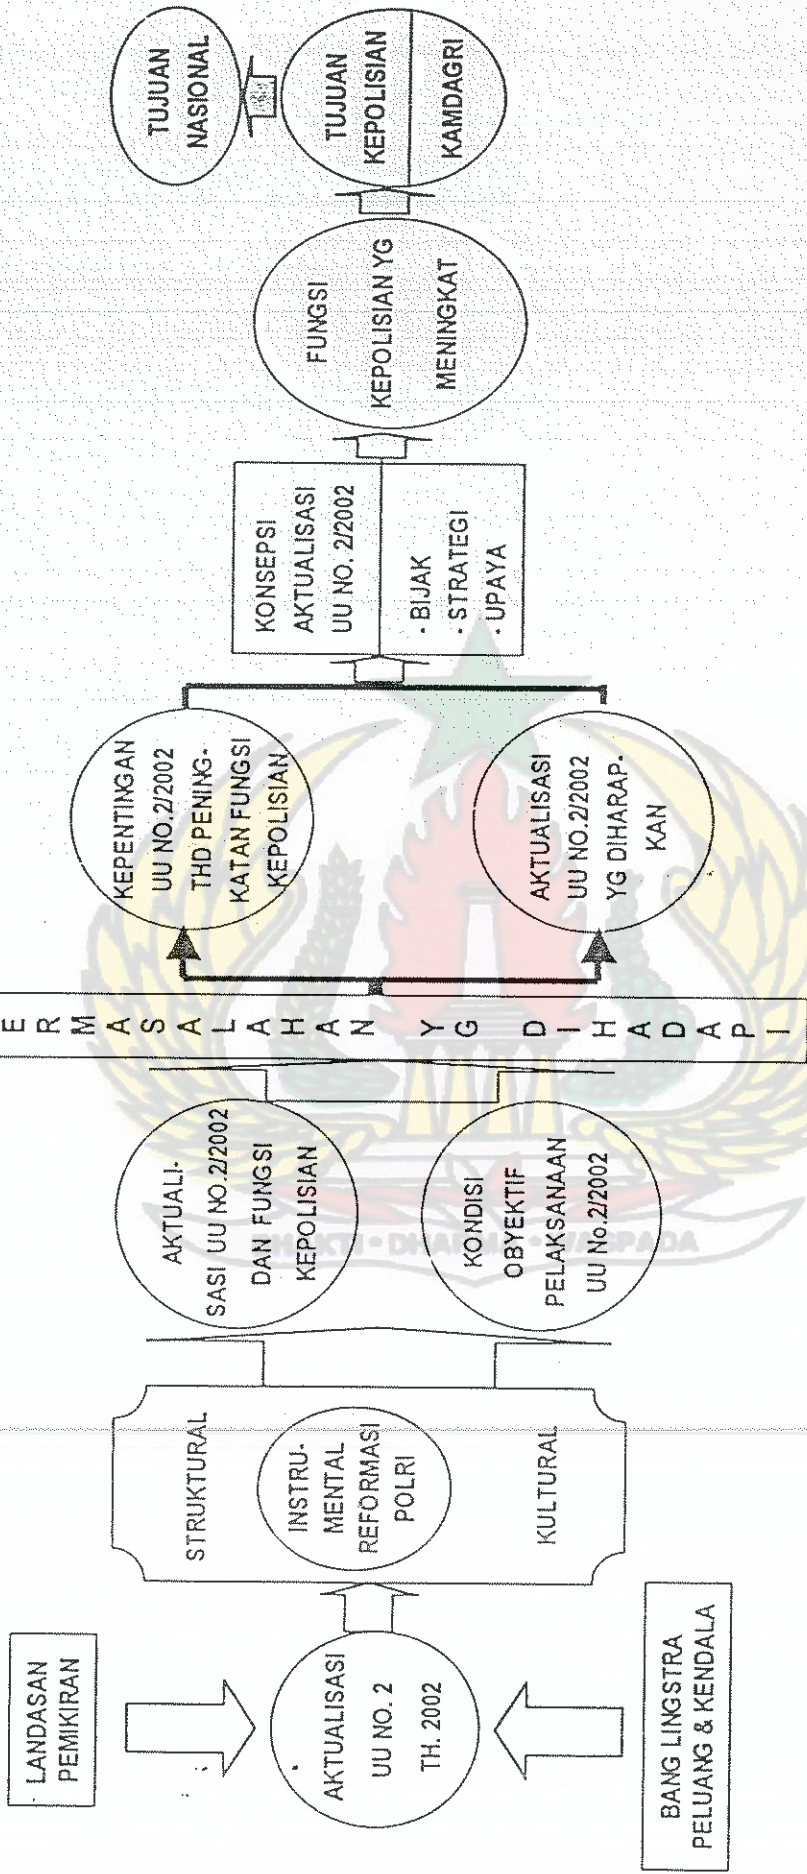 LANDASAN
PEMIKIRAN
AKTUALISASI
UU NO. 2
TH. 2002
BANG LINGSTRA
PELUANG & KENDALA
STRUKTURAL
INSTRU-
MENTAL
REFORMASI
POLRI
KULTURAL
AKTUALI-
SASI UU NO.2/2002
DAN FUNGSI
KEPOLISIAN
KONDISI
OBYEKTIF
PELAKSANAAN
UU No.2/2002
E R M A S A L A H A N Y G D I H A D A P I
KEPENTINGAN
UU NO.2/2002
THD PENING-
KATAN FUNGSI
KEPOLISIAN
AKTUALISASI
UU NO.2/2002
YG DIHARAP-
KAN
KONSEPSI
AKTUALISASI
UU NO. 2/2002
· BIJAK
· STRATEGI
· UPAYA
FUNGSI
KEPOLISIAN YG
MENINGKAT
TUJUAN
KEPOLISIAN
KAMDAGRI
TUJUAN
NASIONAL